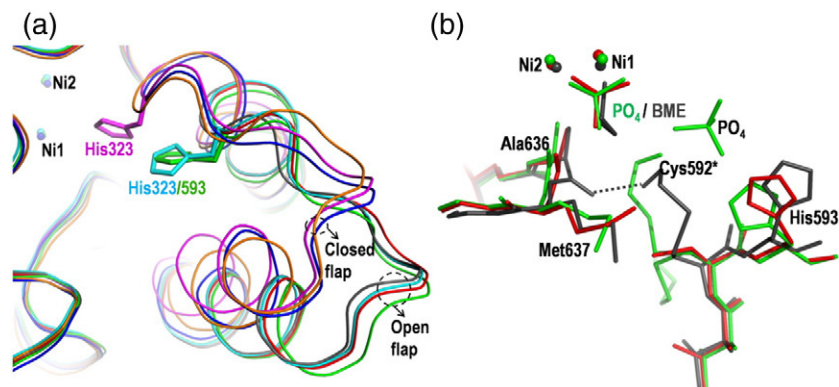 (a)
Ni2
Ni1
His323
His323/593
Closed
flap
Open
flap
(b)
Ni2
Ni1
PO4/ BME
PO4
Ala636
Cys592*
His593
Met637